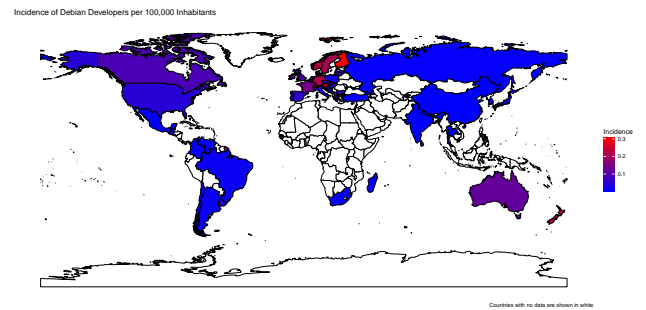 Incidence of Debian Developers per 100,000 Inhabitants
Incidence
0.3
0.2
0.1
Countries with no data are shown in white